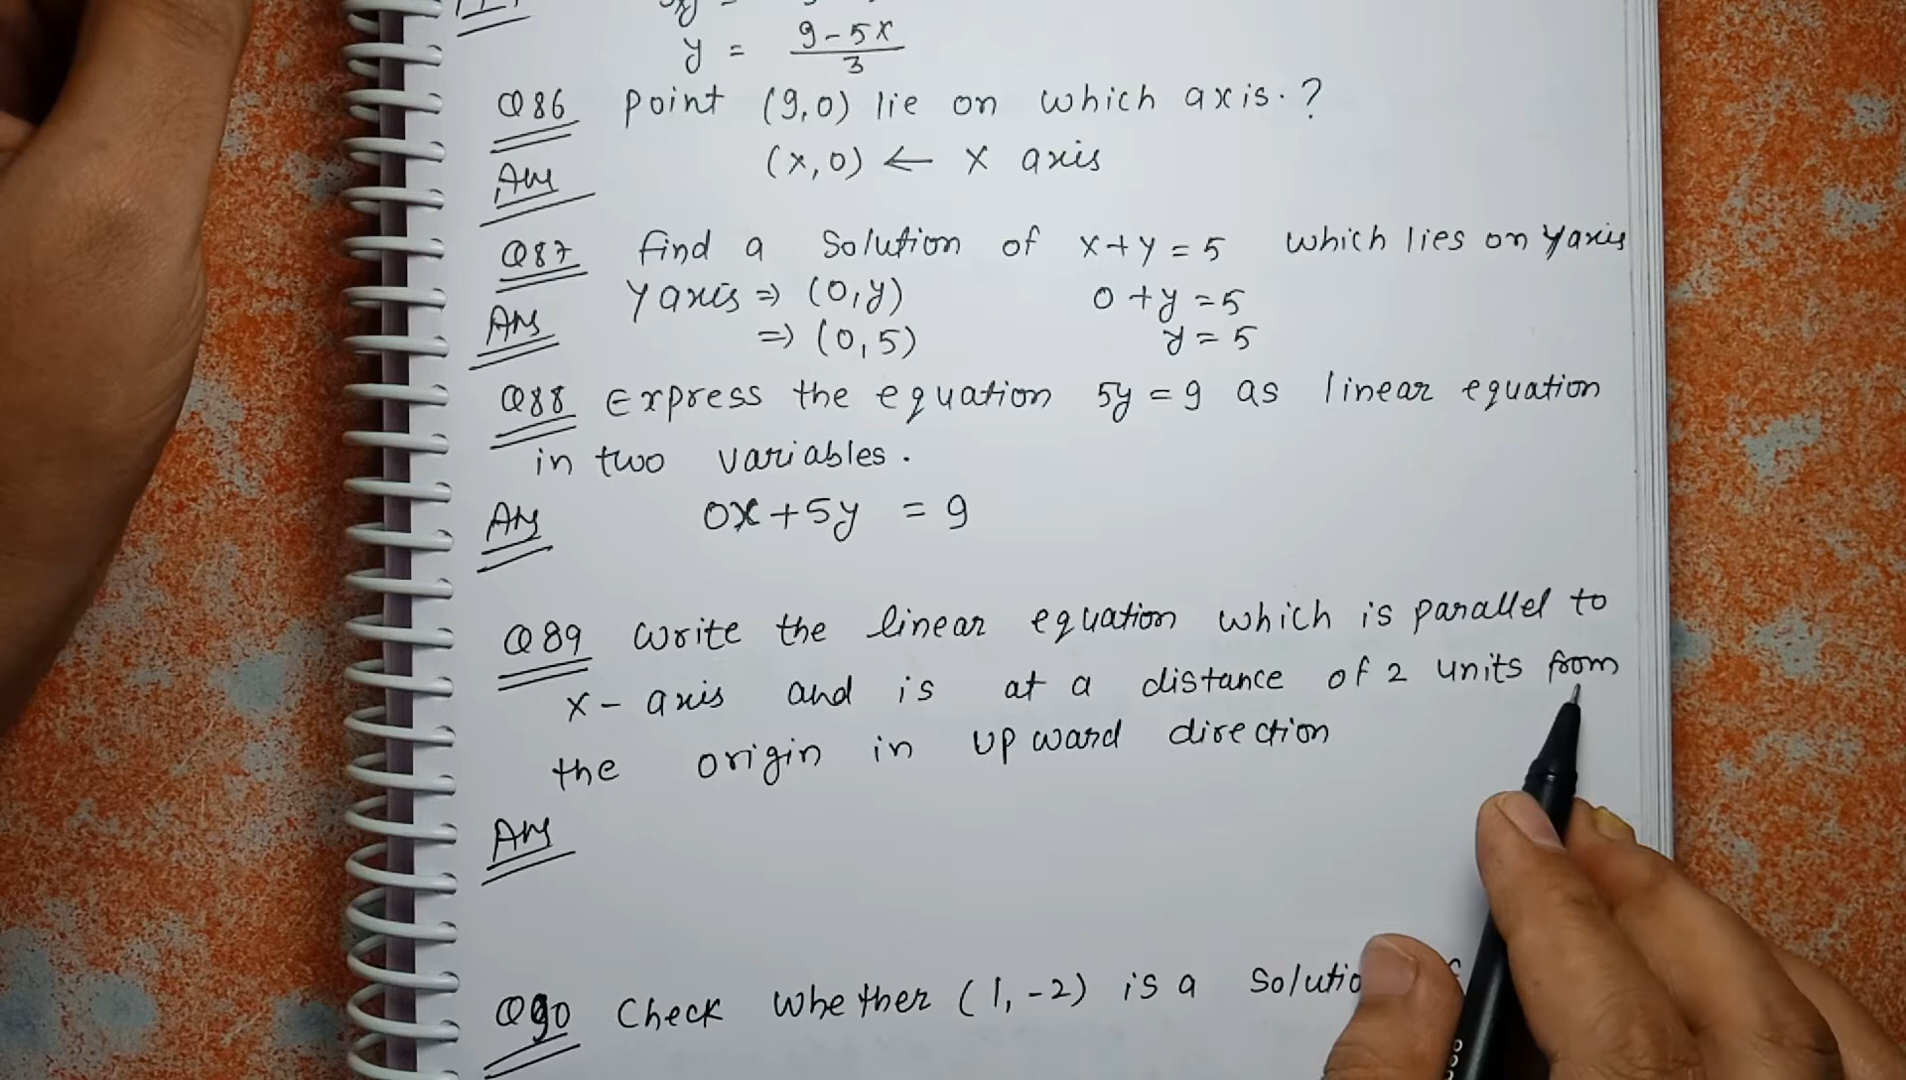 y = 9-5x
3
Q86 Point (9,0) lie on which axis.?
Ans (x,0) ← X axis
Q87 find a Solution of x+y=5 which lies on Y axis
Ans Y axis ⇒ (0,y) 0+y=5
⇒ (0,5) y=5
Q88 Express the equation 5y=9 as linear equation
in two variables.
Ans 0x+5y = 9
Q89 Write the linear equation which is parallel to
x-axis and is at a distance of 2 units from
the origin in upward direction
Ans
Q90 Check Whether (1,-2) is a